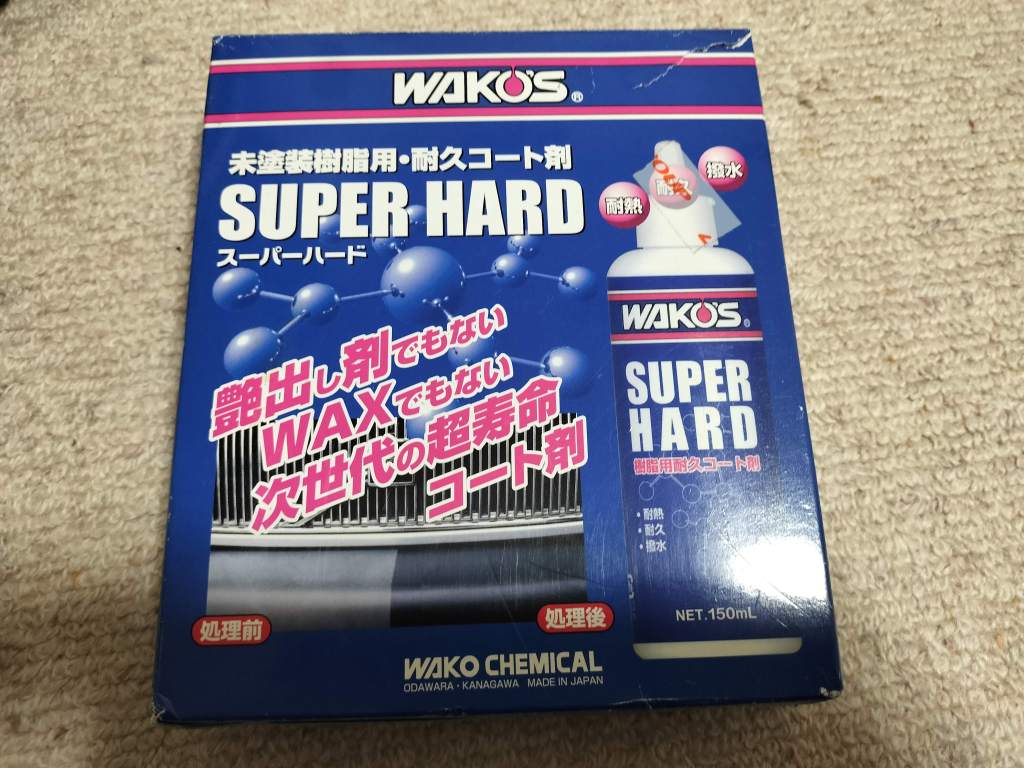 WAKO'S®
未塗装樹脂用・耐久コート剤
SUPER HARD
スーパーハード
耐熱
撥水
艶出し剤でもない
WAXでもない
次世代の超寿命
コート剤
WAKO'S®
SUPER
HARD
樹脂用耐久コート剤
・耐熱
・耐久
・撥水
NET.150mL
処理前
処理後
WAKO CHEMICAL
ODAWARA・KANAGAWA MADE IN JAPAN